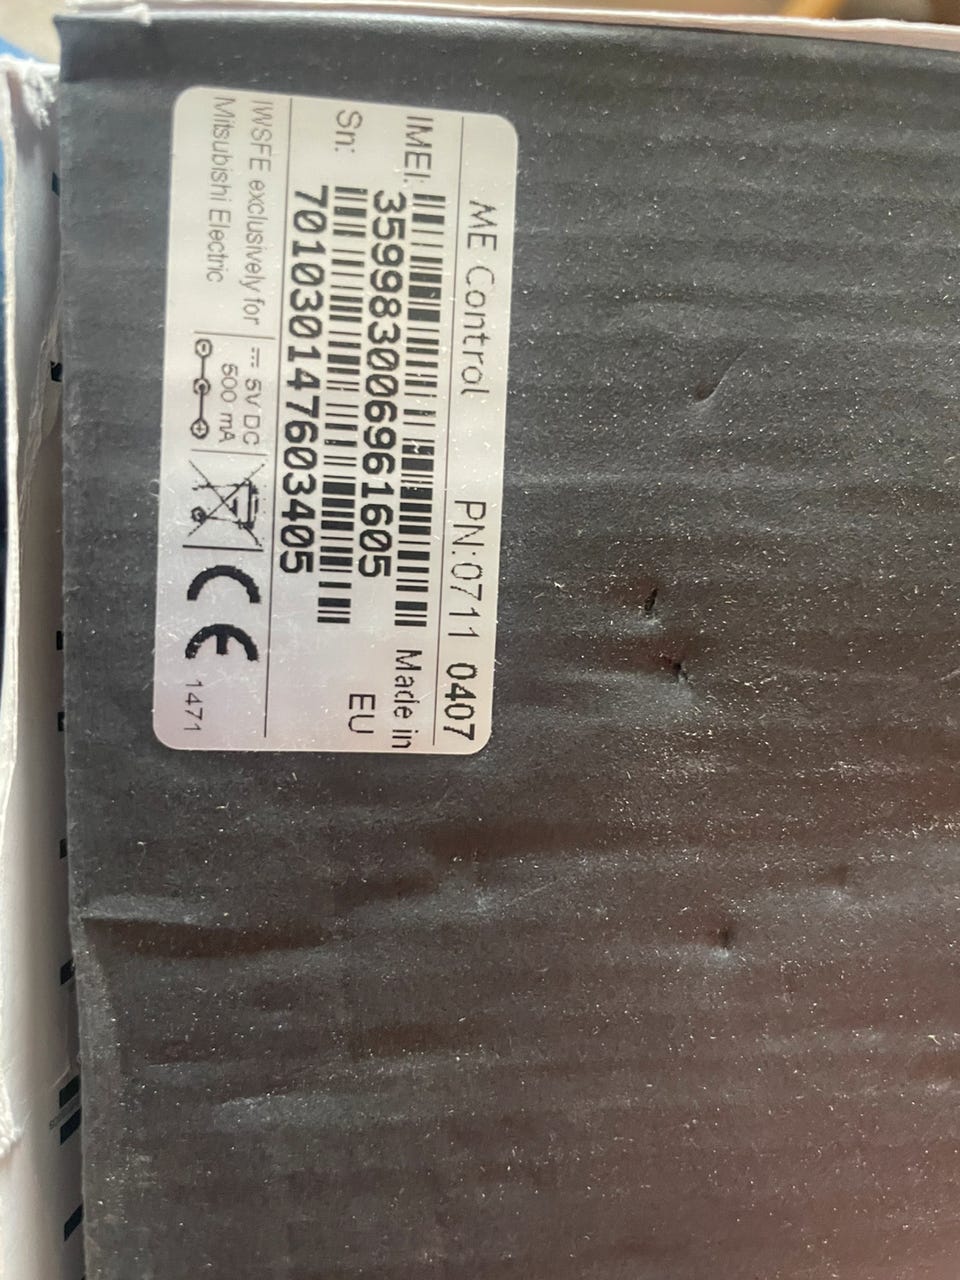 ME Control PN:0711 0407
IMEI: Made in
359983006961605 EU
Sn:
701030147603405
IWSFE exclusively for
Mitsubishi Electric
5V DC
500 mA
CE 1471